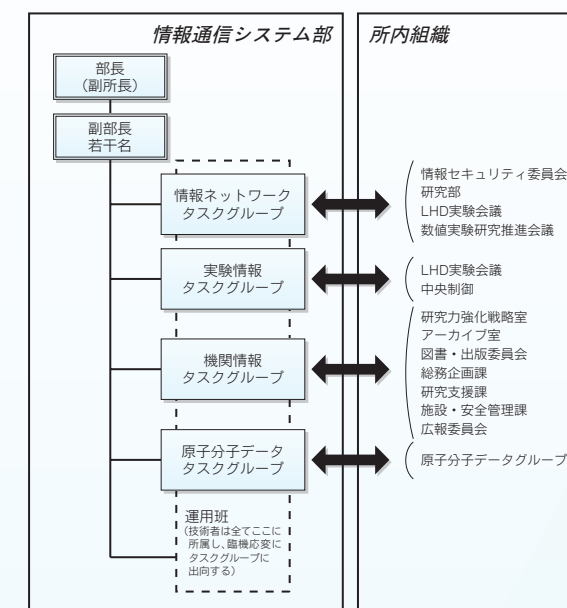 情報通信システム部
所内組織
部長
（副所長）
副部長
若干名
情報ネットワーク
タスクグループ
情報セキュリティ委員会
研究部
LHD実験会議
数値実験研究推進会議
実験情報
タスクグループ
LHD実験会議
中央制御
機関情報
タスクグループ
研究力強化戦略室
アーカイブ室
図書・出版委員会
総務企画課
研究支援課
施設・安全管理課
広報委員会
原子分子データ
タスクグループ
原子分子データグループ
運用班
（技術者は全てここに
所属し、臨機応変に
タスクグループに
出向する）